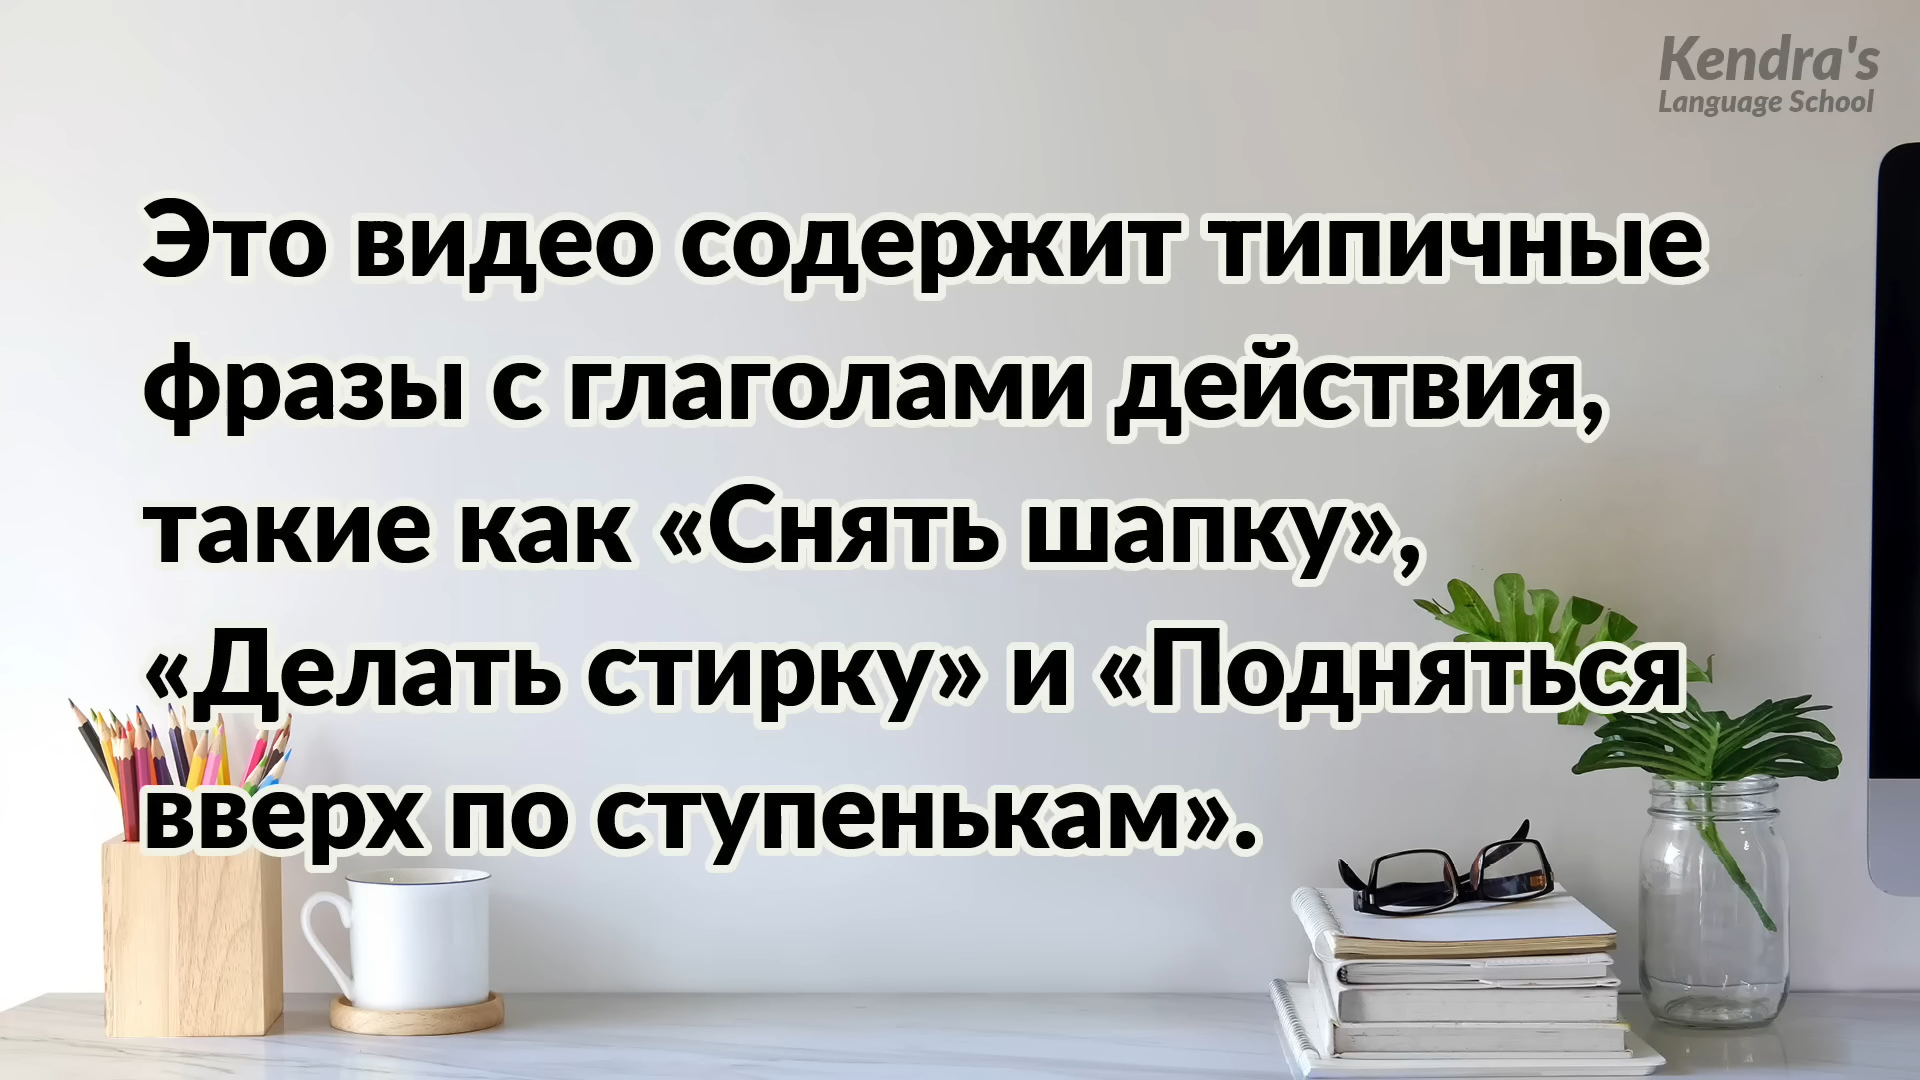 Kendra's
Language School
Это видео содержит типичные
фразы с глаголами действия,
такие как «Снять шапку»,
«Делать стирку» и «Подняться
вверх по ступенькам».